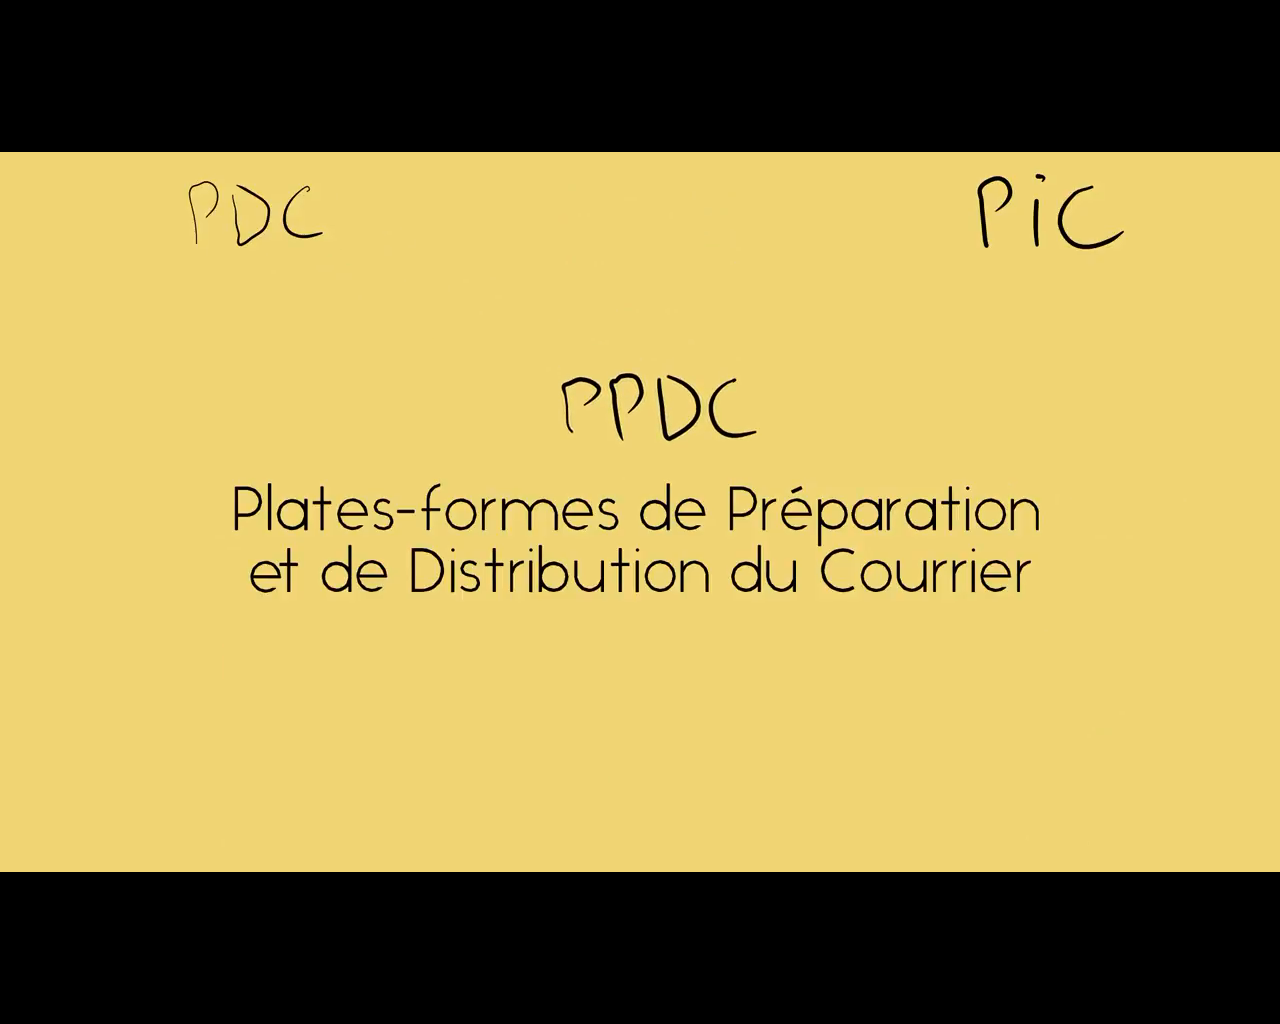 PDC
PiC
PPDC
Plates-formes de Préparation
et de Distribution du Courrier